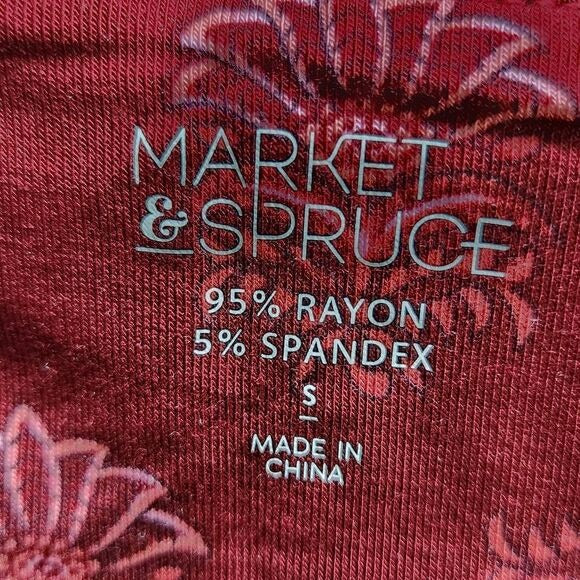 MARKET
& SPRUCE
95% RAYON
5% SPANDEX
S
MADE IN
CHINA